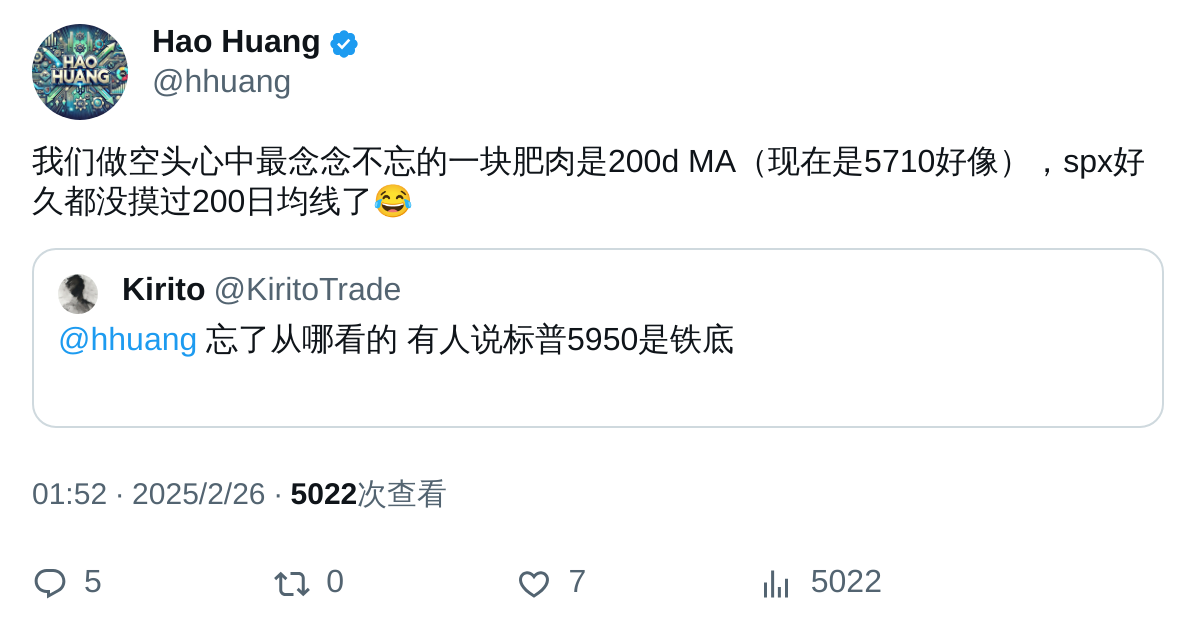 HAO
HUANG
Hao Huang
@hhuang
我们做空头心中最念念不忘的一块肥肉是200d MA（现在是5710好像），spx好
久都没摸过200日均线了😂
Kirito @KiritoTrade
@hhuang 忘了从哪看的 有人说标普5950是铁底
01:52 · 2025/2/26 · 5022次查看
5 0 7 5022